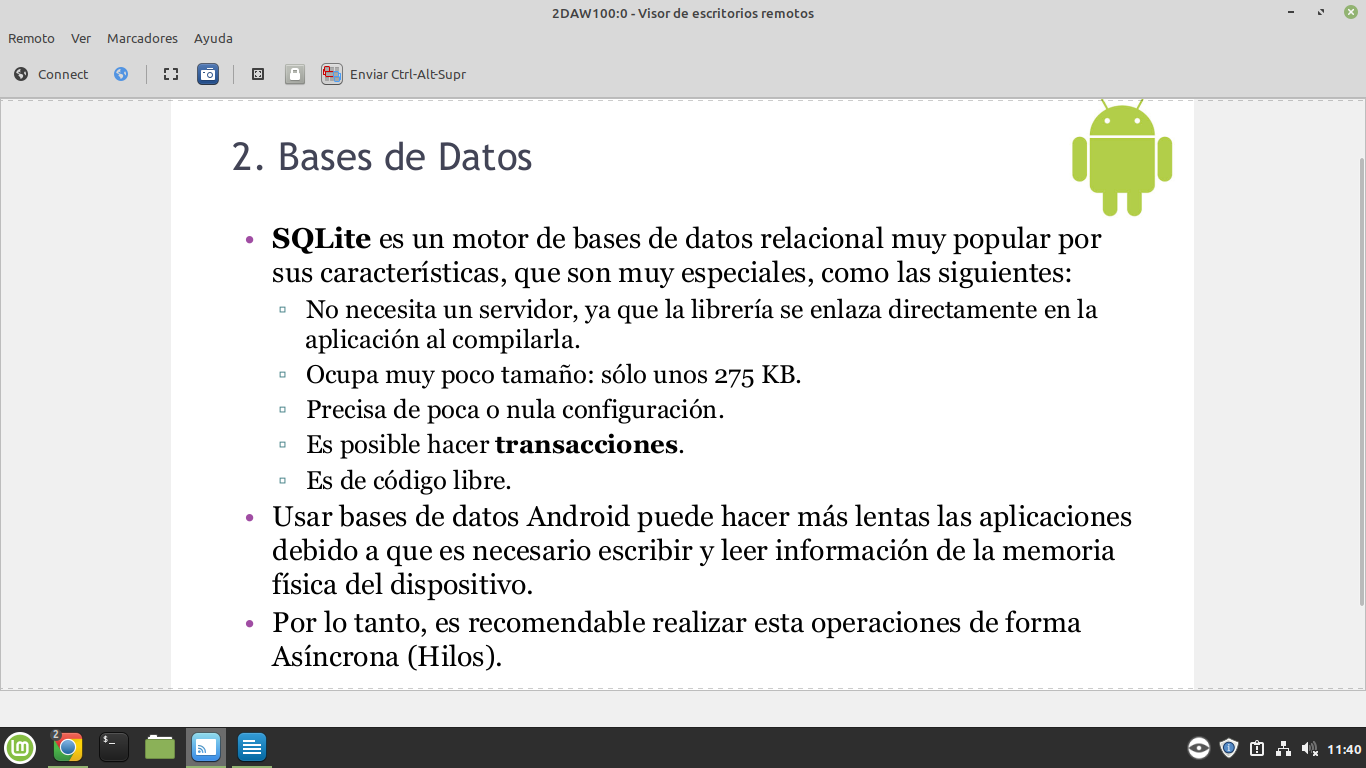 2DAW100:0 - Visor de escritorios remotos
Remoto Ver Marcadores Ayuda
Connect Enviar Ctrl-Alt-Supr
2. Bases de Datos
• SQLite es un motor de bases de datos relacional muy popular por
sus características, que son muy especiales, como las siguientes:
▫ No necesita un servidor, ya que la librería se enlaza directamente en la
aplicación al compilarla.
▫ Ocupa muy poco tamaño: sólo unos 275 KB.
▫ Precisa de poca o nula configuración.
▫ Es posible hacer transacciones.
▫ Es de código libre.
• Usar bases de datos Android puede hacer más lentas las aplicaciones
debido a que es necesario escribir y leer información de la memoria
física del dispositivo.
• Por lo tanto, es recomendable realizar esta operaciones de forma
Asíncrona (Hilos).
2
$_
11:40